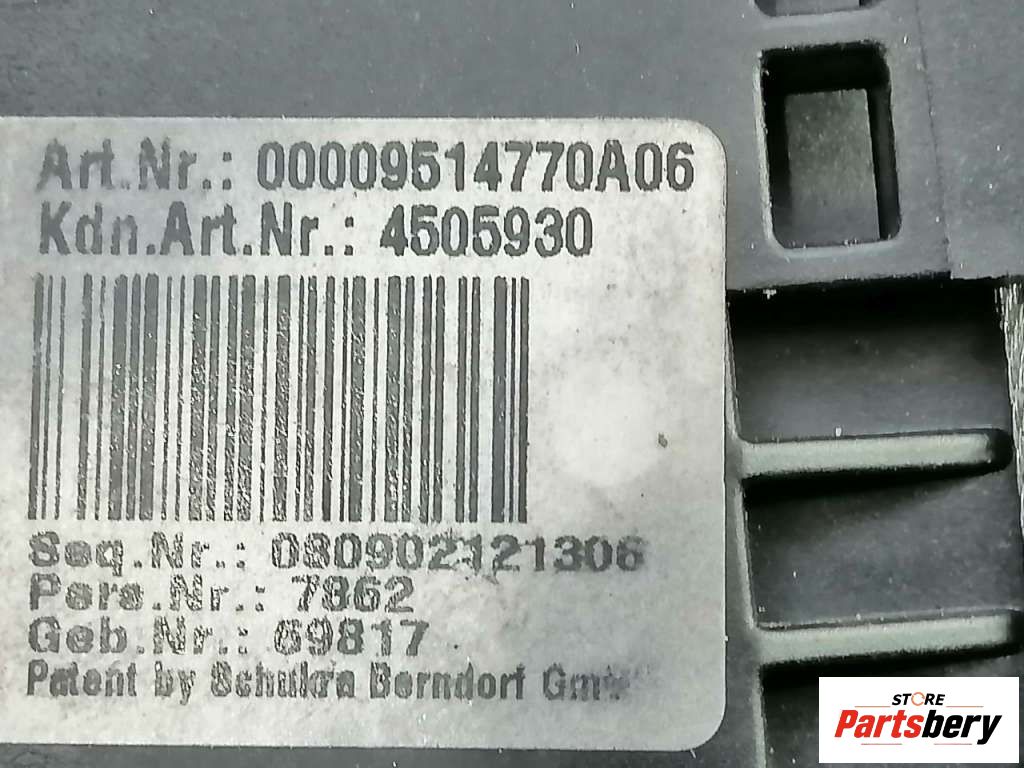 Art.Nr.: 00009514770A06
Kdn.Art.Nr.: 4505930
Seq.Nr.: 080902121306
Pers.Nr.: 7862
Geb.Nr.: 69817
Patent by Schukra Berndorf GmbH
STORE
Partsbery